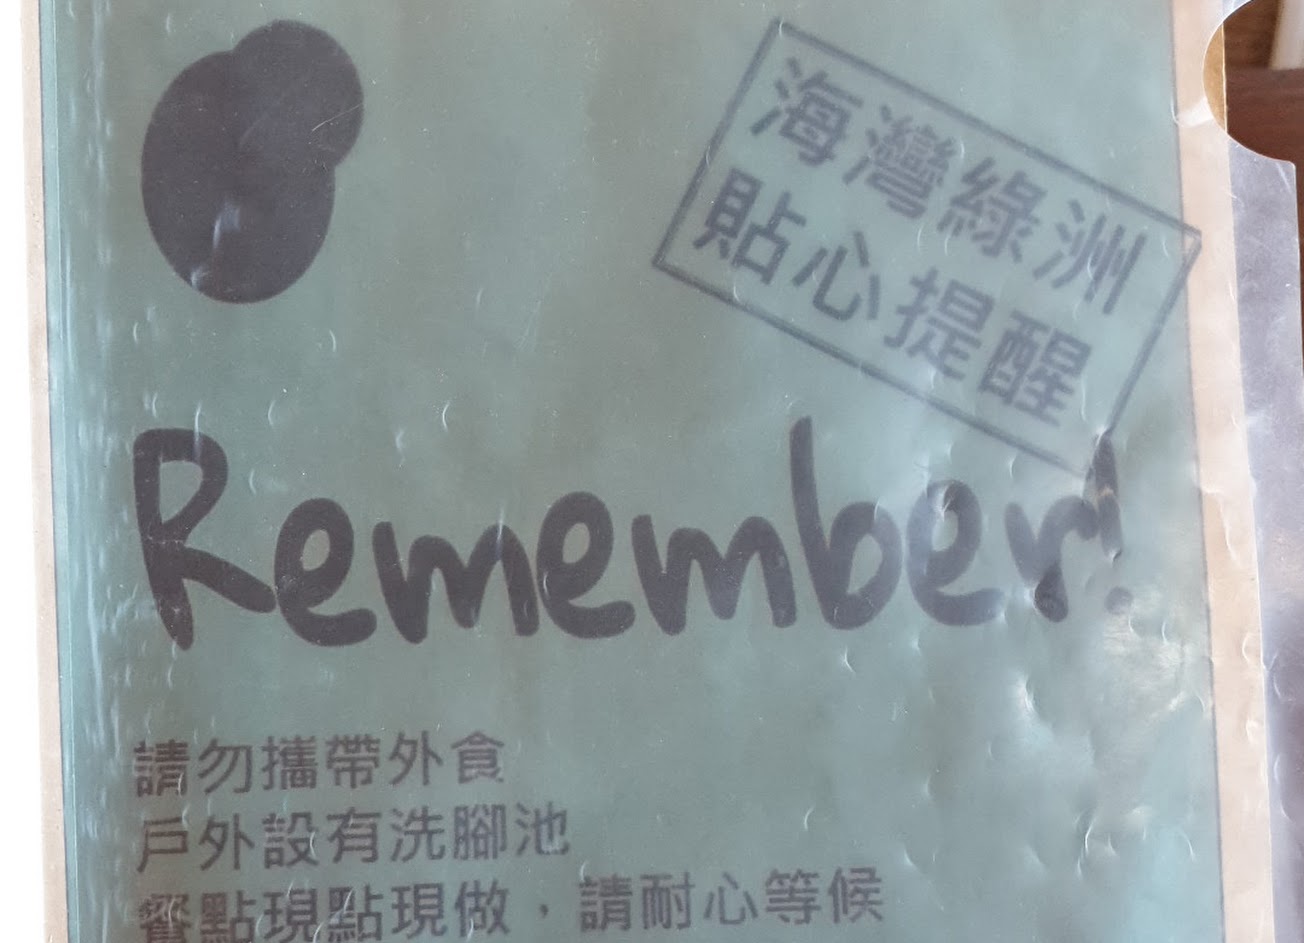 海灣綠洲
貼心提醒
Remember!
請勿攜帶外食
戶外設有洗腳池
餐點現點現做，請耐心等候